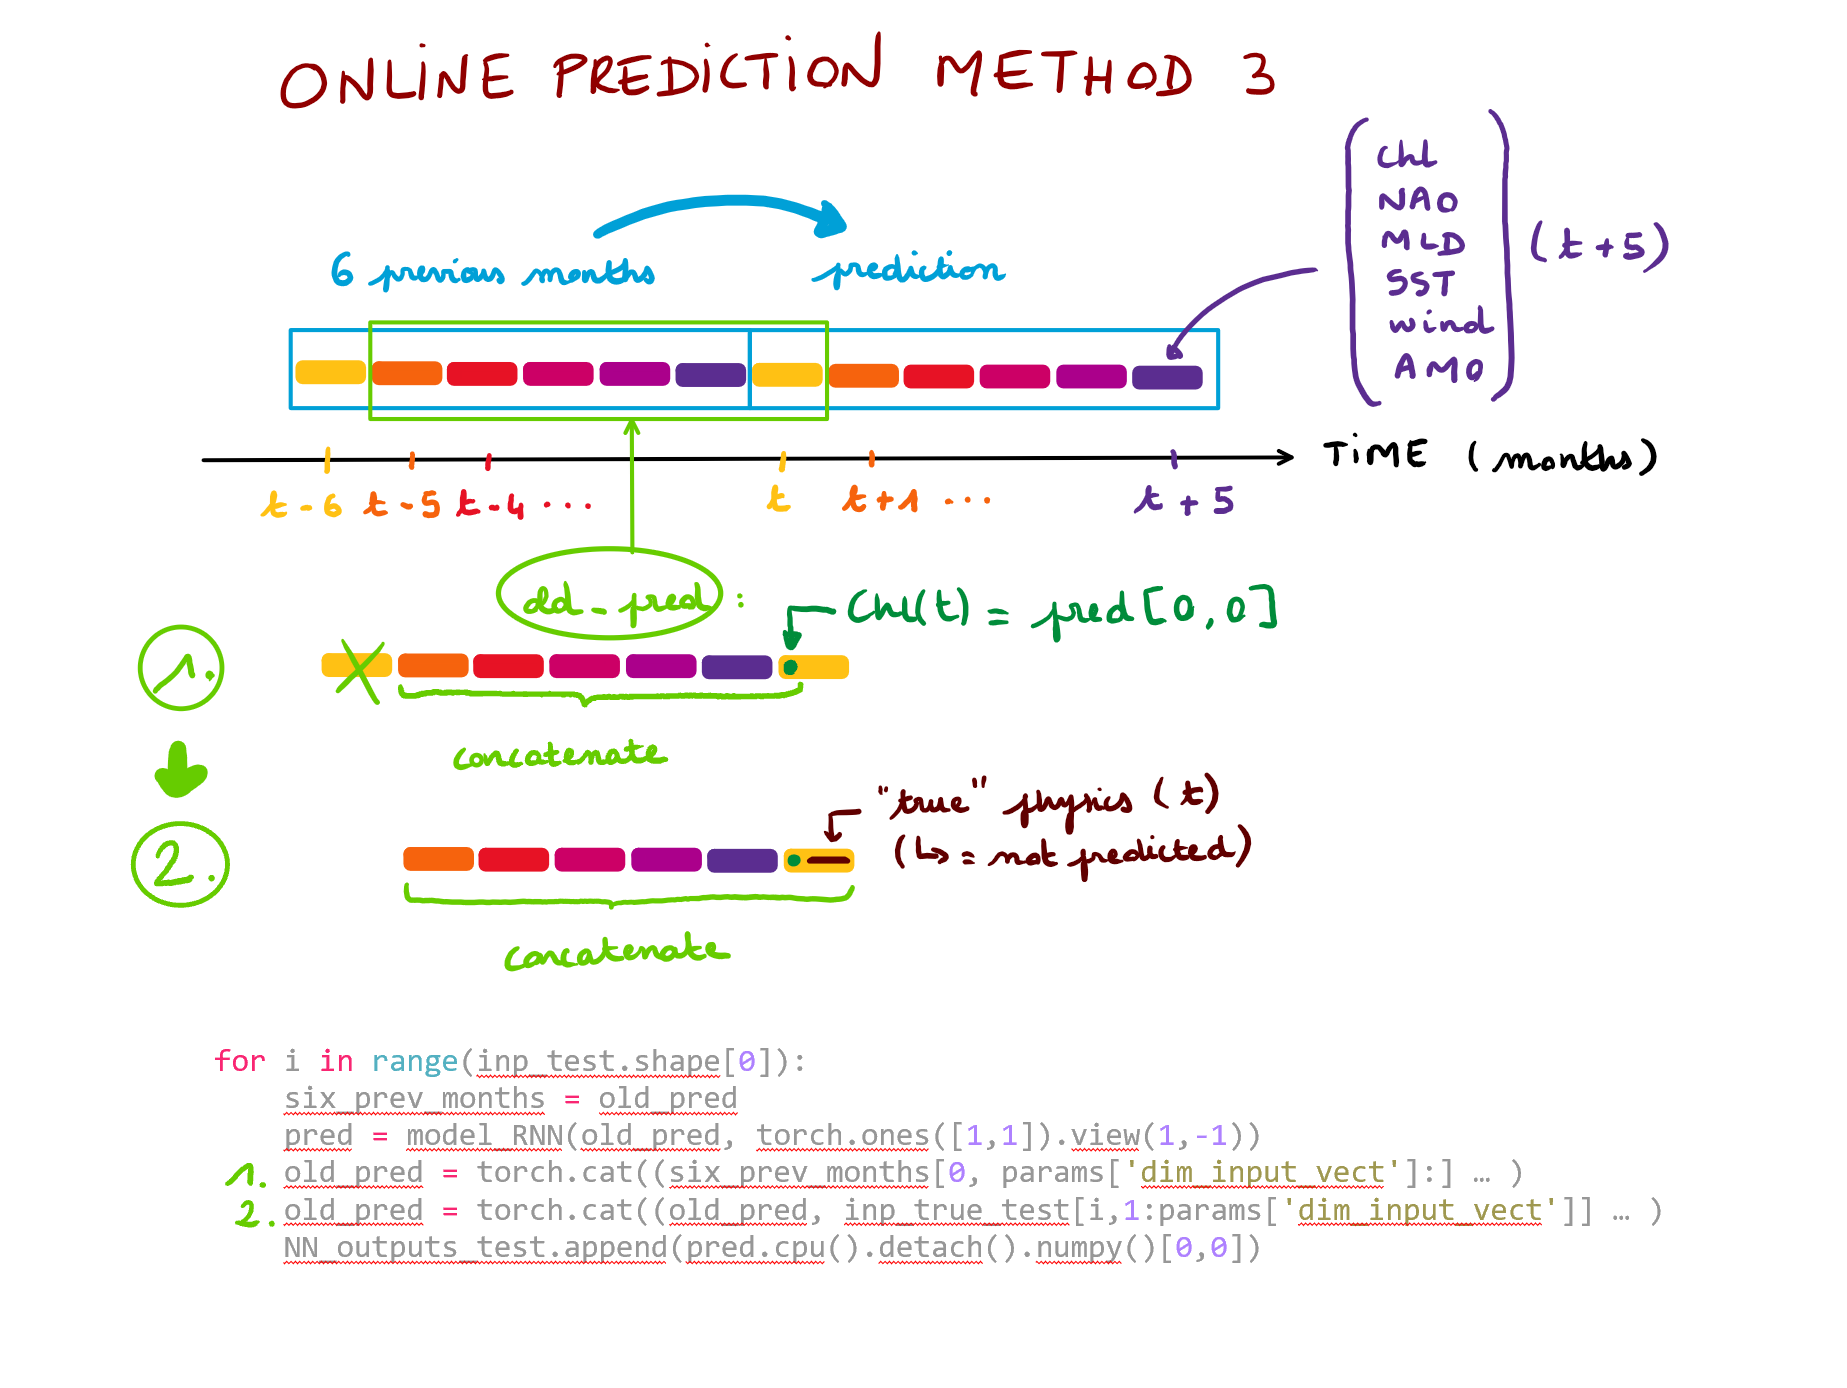 ONLINE PREDICTION METHOD 3
Chl
NAO
MLD
SST
wind
AMO
(t+5)
6 previous months
prediction
TIME (months)
t-6 t-5 t-4 ... t t+1 ... t+5
old_pred :
Chl(t) = pred[0,0]
1.
concatenate
"true" physics (t)
(↳ = not predicted)
2.
concatenate
for i in range(inp_test.shape[0]):
six_prev_months = old_pred
pred = model_RNN(old_pred, torch.ones([1,1]).view(1,-1))
1. old_pred = torch.cat((six_prev_months[0, params['dim_input_vect']:] … )
2. old_pred = torch.cat((old_pred, inp_true_test[i,1:params['dim_input_vect']] … )
NN_outputs_test.append(pred.cpu().detach().numpy()[0,0])